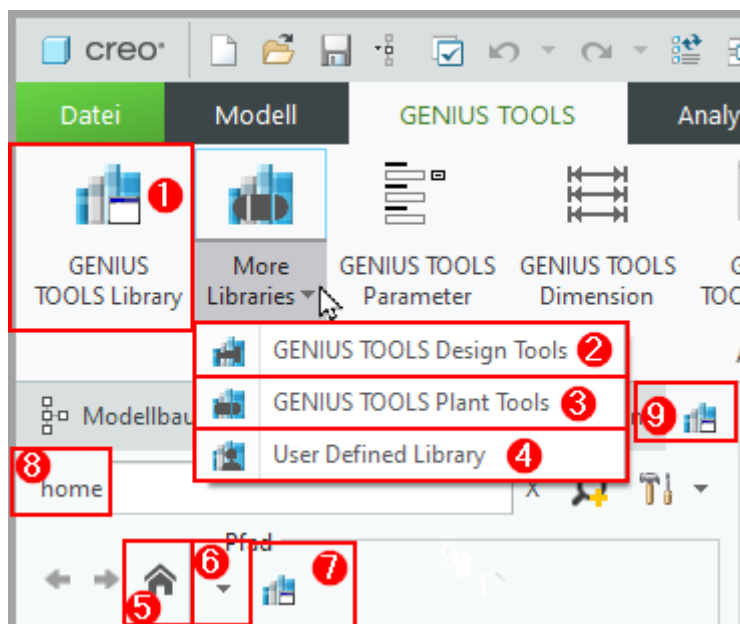 creo
Datei Modell GENIUS TOOLS Analy
1
GENIUS TOOLS Library
More Libraries
GENIUS TOOLS Parameter
GENIUS TOOLS Dimension
G
TOO
GENIUS TOOLS Design Tools 2
GENIUS TOOLS Plant Tools 3
User Defined Library 4
Modellbau
9
8
home
X
Pfad
5
6
7